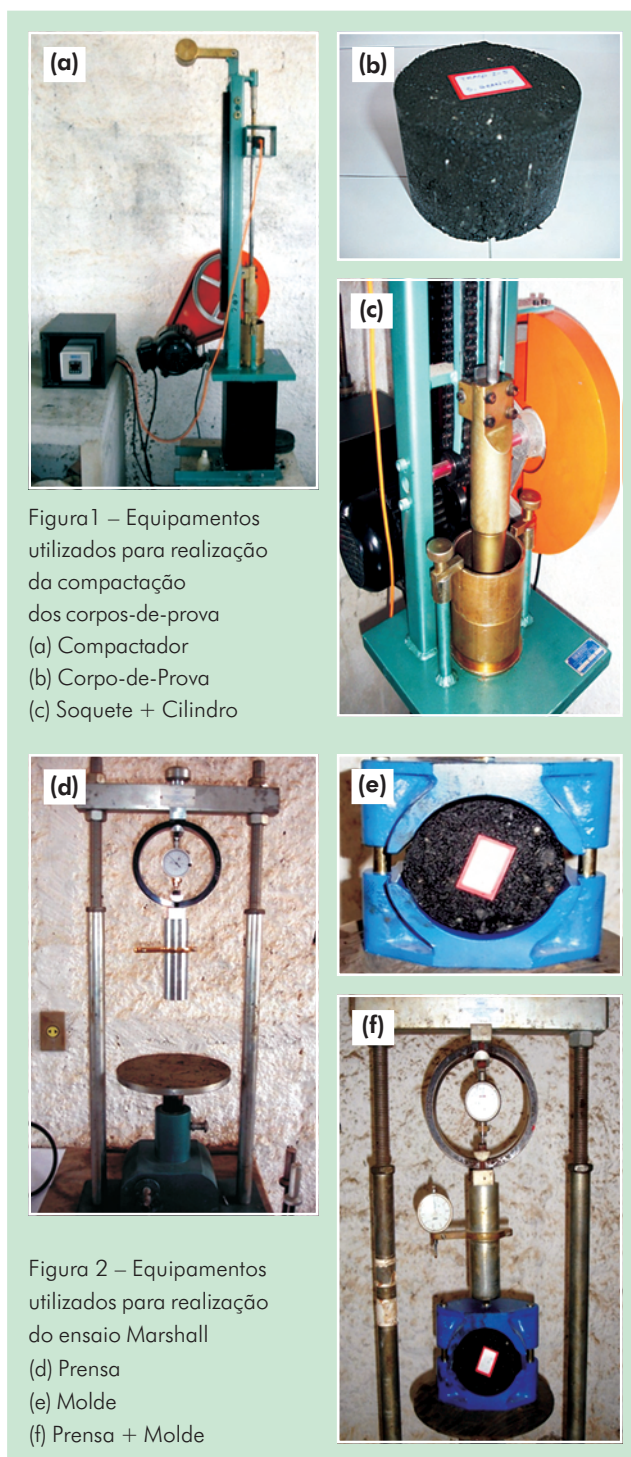 (a)
(b)
(c)
Figura1 – Equipamentos
utilizados para realização
da compactação
dos corpos-de-prova
(a) Compactador
(b) Corpo-de-Prova
(c) Soquete + Cilindro
(d)
(e)
(f)
Figura 2 – Equipamentos
utilizados para realização
do ensaio Marshall
(d) Prensa
(e) Molde
(f) Prensa + Molde